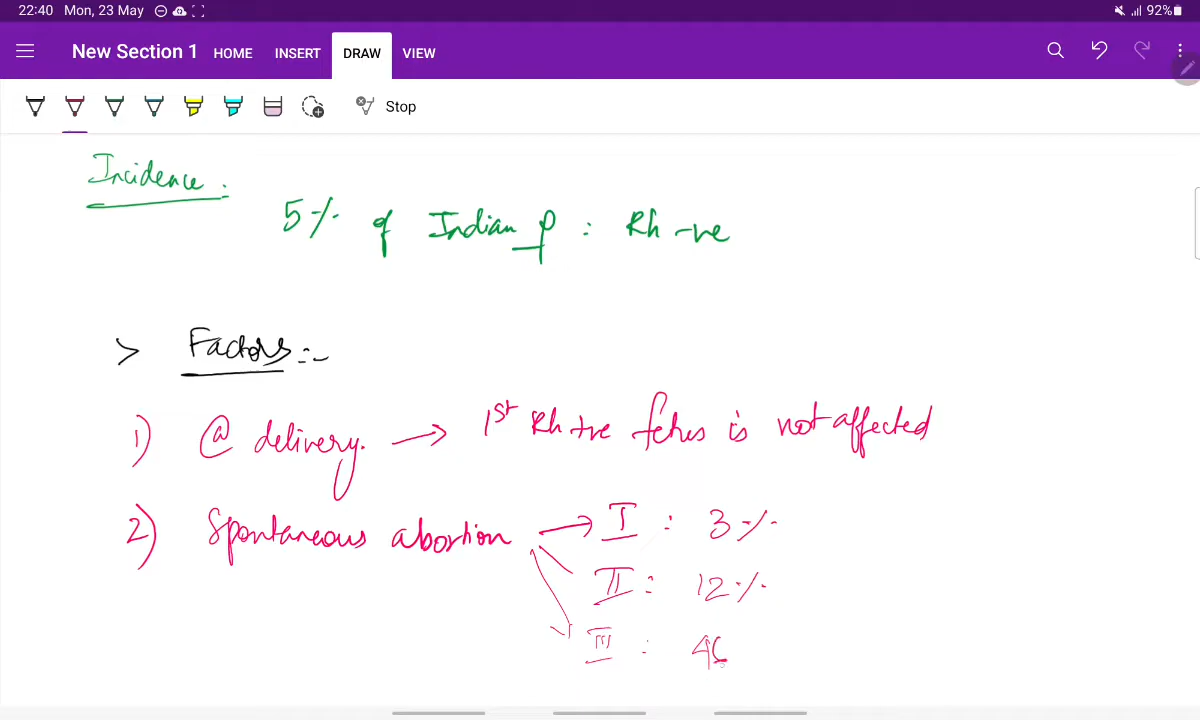 22:40 Mon, 23 May 92%
New Section 1 HOME INSERT DRAW VIEW
Stop
Incidence :
5% of Indian : Rh -ve
> Factors :-
1) @ delivery. → 1st Rh +ve fetus is not affected
2) Spontaneous abortion → I : 3%
II : 12%
III :